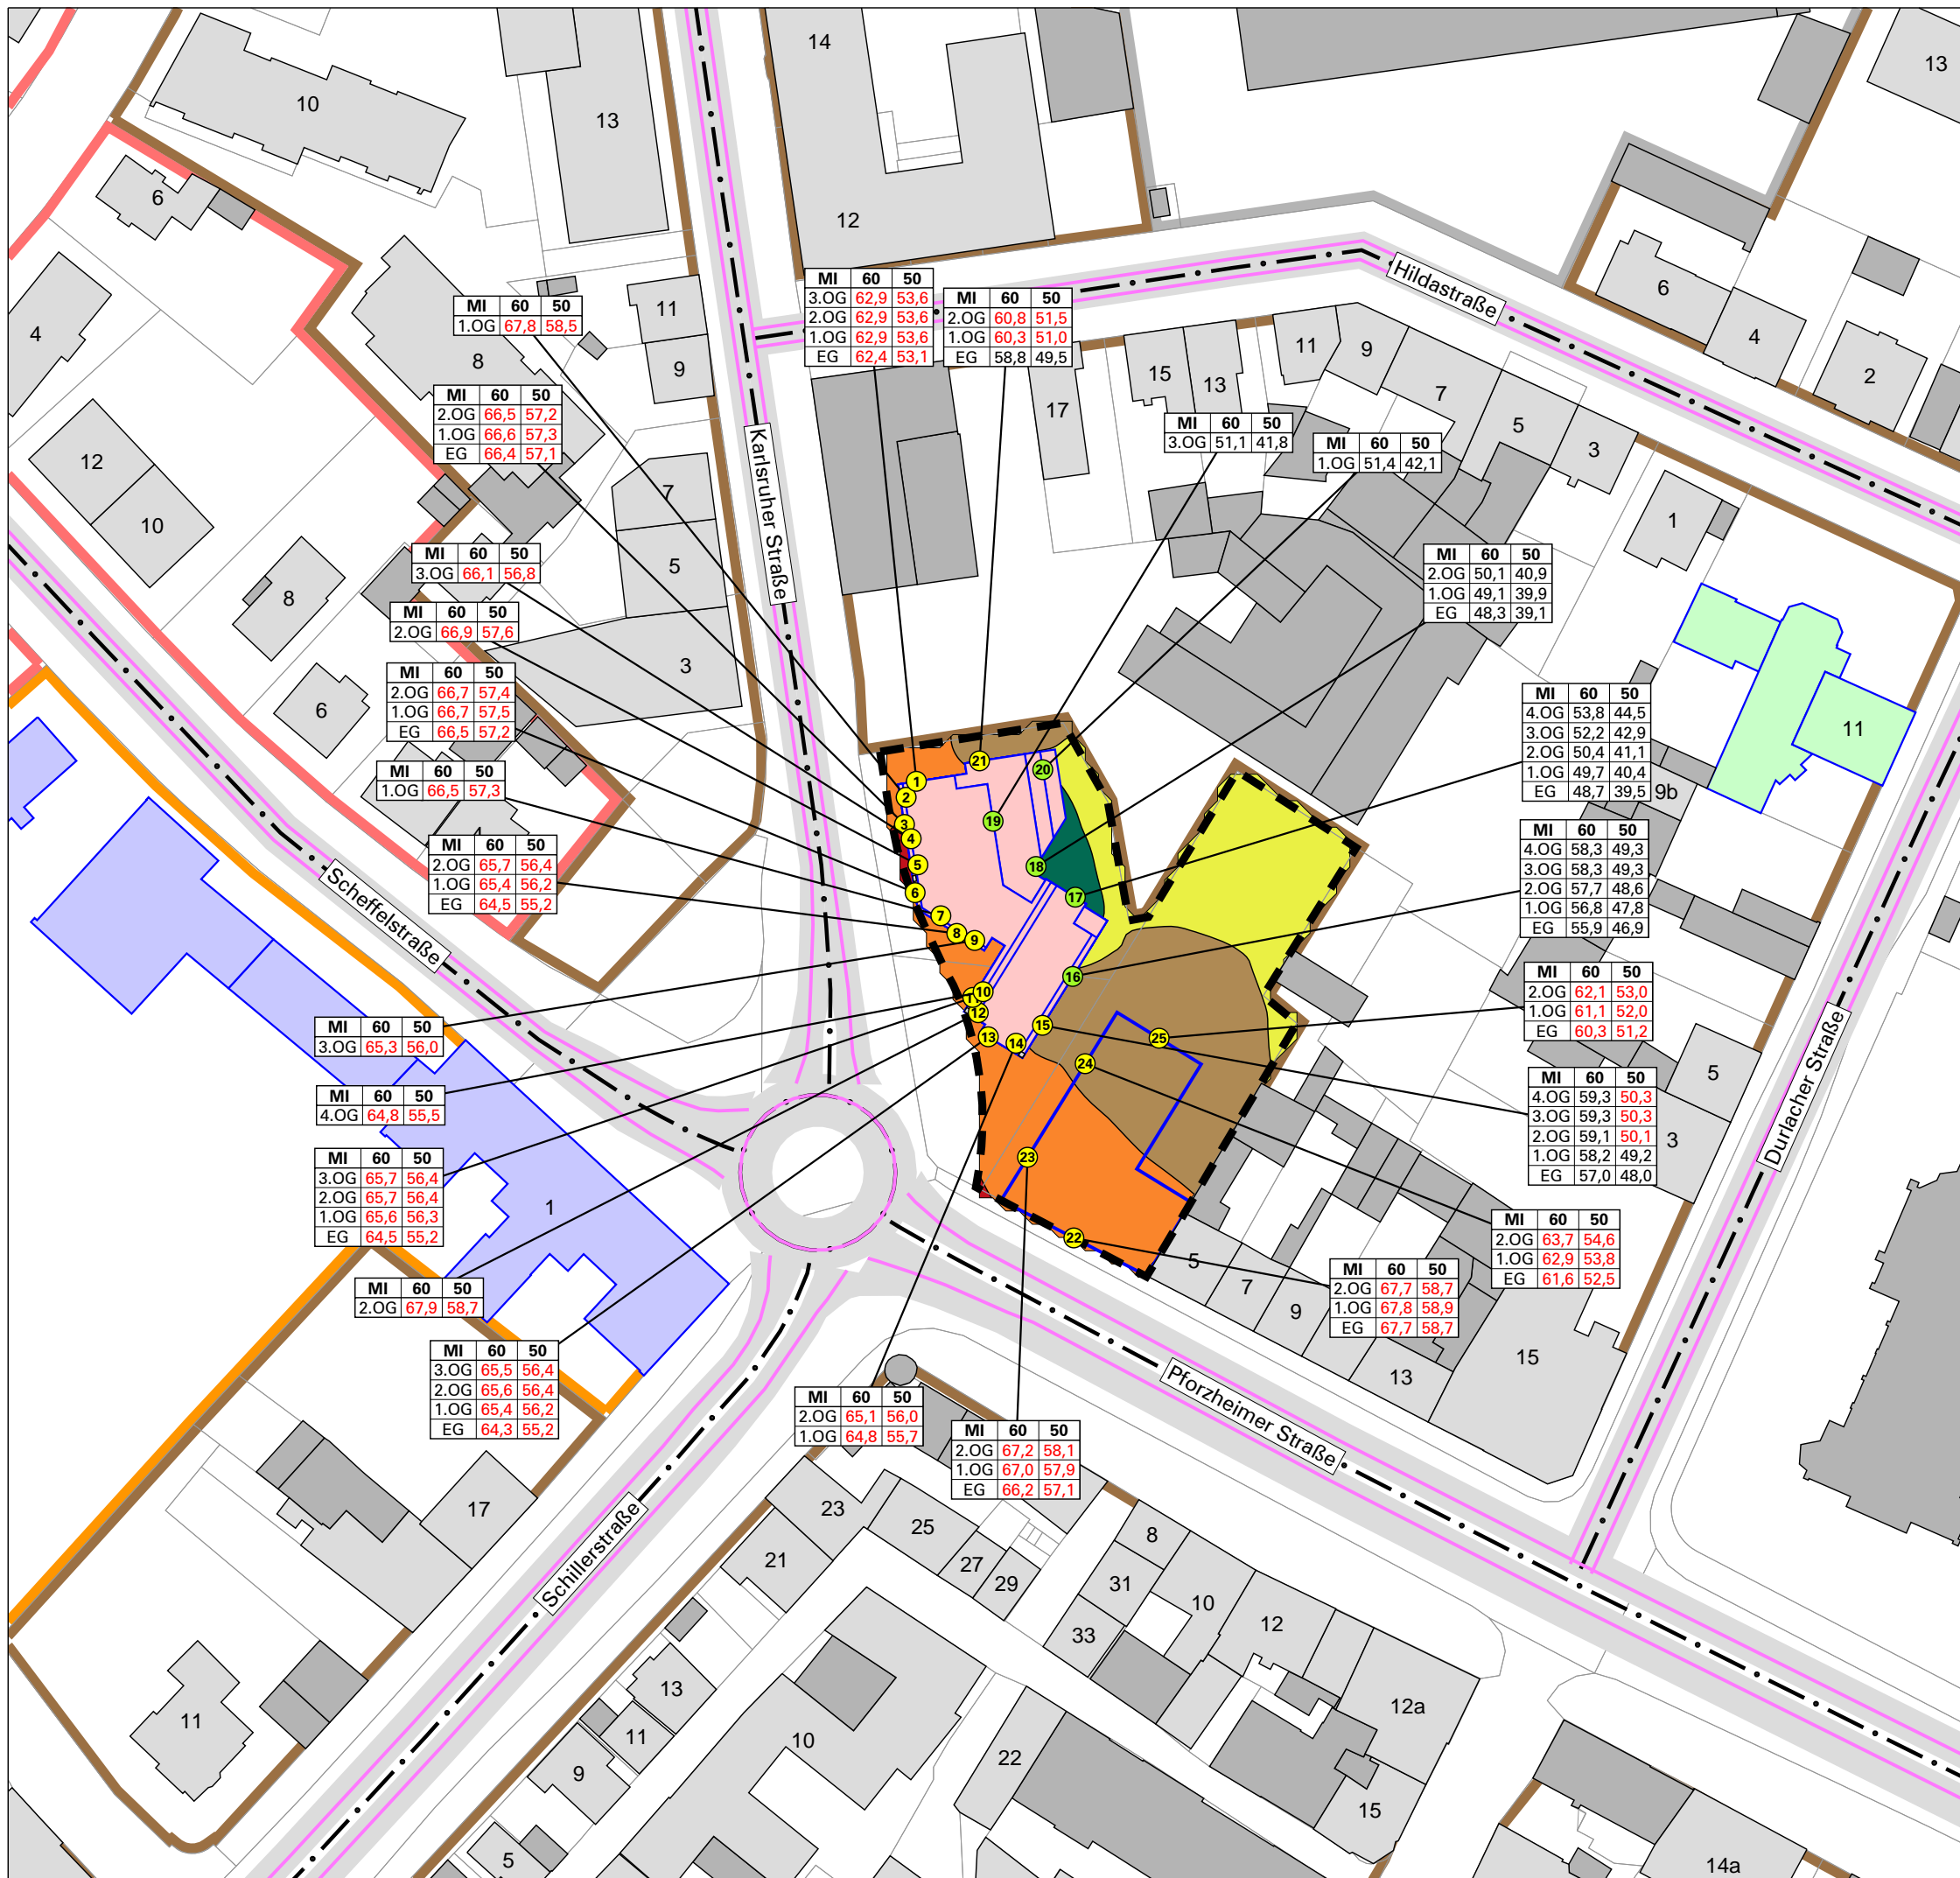 14
13
10
13
6
12
Hildastraße
6
4
2
4
8
11
9
MI 60 50
1.OG 67,8 58,5
MI 60 50
3.OG 62,9 53,6
2.OG 62,9 53,6
1.OG 62,9 53,6
EG 62,4 53,1
MI 60 50
2.OG 60,8 51,5
1.OG 60,3 51,0
EG 58,8 49,5
17
15
13
11
9
7
5
3
1
MI 60 50
2.OG 66,5 57,2
1.OG 66,6 57,3
EG 66,4 57,1
MI 60 50
3.OG 51,1 41,8
MI 60 50
1.OG 51,4 42,1
Karlsruher Straße
12
10
8
6
7
5
3
MI 60 50
3.OG 66,1 56,8
MI 60 50
2.OG 50,1 40,9
1.OG 49,1 39,9
EG 48,3 39,1
MI 60 50
2.OG 66,9 57,6
MI 60 50
2.OG 66,7 57,4
1.OG 66,7 57,5
EG 66,5 57,2
MI 60 50
4.OG 53,8 44,5
3.OG 52,2 42,9
2.OG 50,4 41,1
1.OG 49,7 40,4
EG 48,7 39,5
11
9b
MI 60 50
1.OG 66,5 57,3
MI 60 50
2.OG 65,7 56,4
1.OG 65,4 56,2
EG 64,5 55,2
MI 60 50
4.OG 58,3 49,3
3.OG 58,3 49,3
2.OG 57,7 48,6
1.OG 56,8 47,8
EG 55,9 46,9
Scheffelstraße
1
2
3
4
5
6
7
8
9
10
12
13
14
15
16
17
18
19
20
21
22
23
24
25
MI 60 50
2.OG 62,1 53,0
1.OG 61,1 52,0
EG 60,3 51,2
MI 60 50
3.OG 65,3 56,0
MI 60 50
4.OG 64,8 55,5
MI 60 50
4.OG 59,3 50,3
3.OG 59,3 50,3
2.OG 59,1 50,1
1.OG 58,2 49,2
EG 57,0 48,0
5
3
Durlacher Straße
MI 60 50
3.OG 65,7 56,4
2.OG 65,7 56,4
1.OG 65,6 56,3
EG 64,5 55,2
1
MI 60 50
2.OG 63,7 54,6
1.OG 62,9 53,8
EG 61,6 52,5
MI 60 50
2.OG 67,7 58,7
1.OG 67,8 58,9
EG 67,7 58,7
5
7
9
13
15
MI 60 50
2.OG 67,9 58,7
MI 60 50
3.OG 65,5 56,4
2.OG 65,6 56,4
1.OG 65,4 56,2
EG 64,3 55,2
MI 60 50
2.OG 65,1 56,0
1.OG 64,8 55,7
MI 60 50
2.OG 67,2 58,1
1.OG 67,0 57,9
EG 66,2 57,1
Pforzheimer Straße
Schillerstraße
17
23
25
21
27
29
8
31
33
10
12
12a
11
13
11
9
10
22
15
5
14a